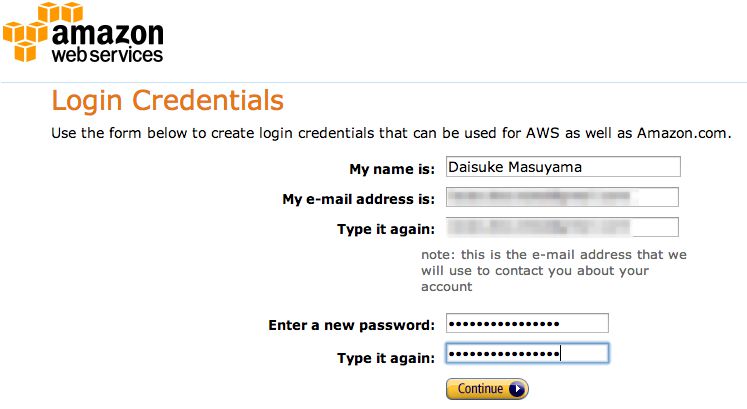 amazon
webservices
Login Credentials
Use the form below to create login credentials that can be used for AWS as well as Amazon.com.
My name is: Daisuke Masuyama
My e-mail address is:
Type it again:
note: this is the e-mail address that we
will use to contact you about your
account
Enter a new password: ••••••••••••••••
Type it again: ••••••••••••••••
Continue